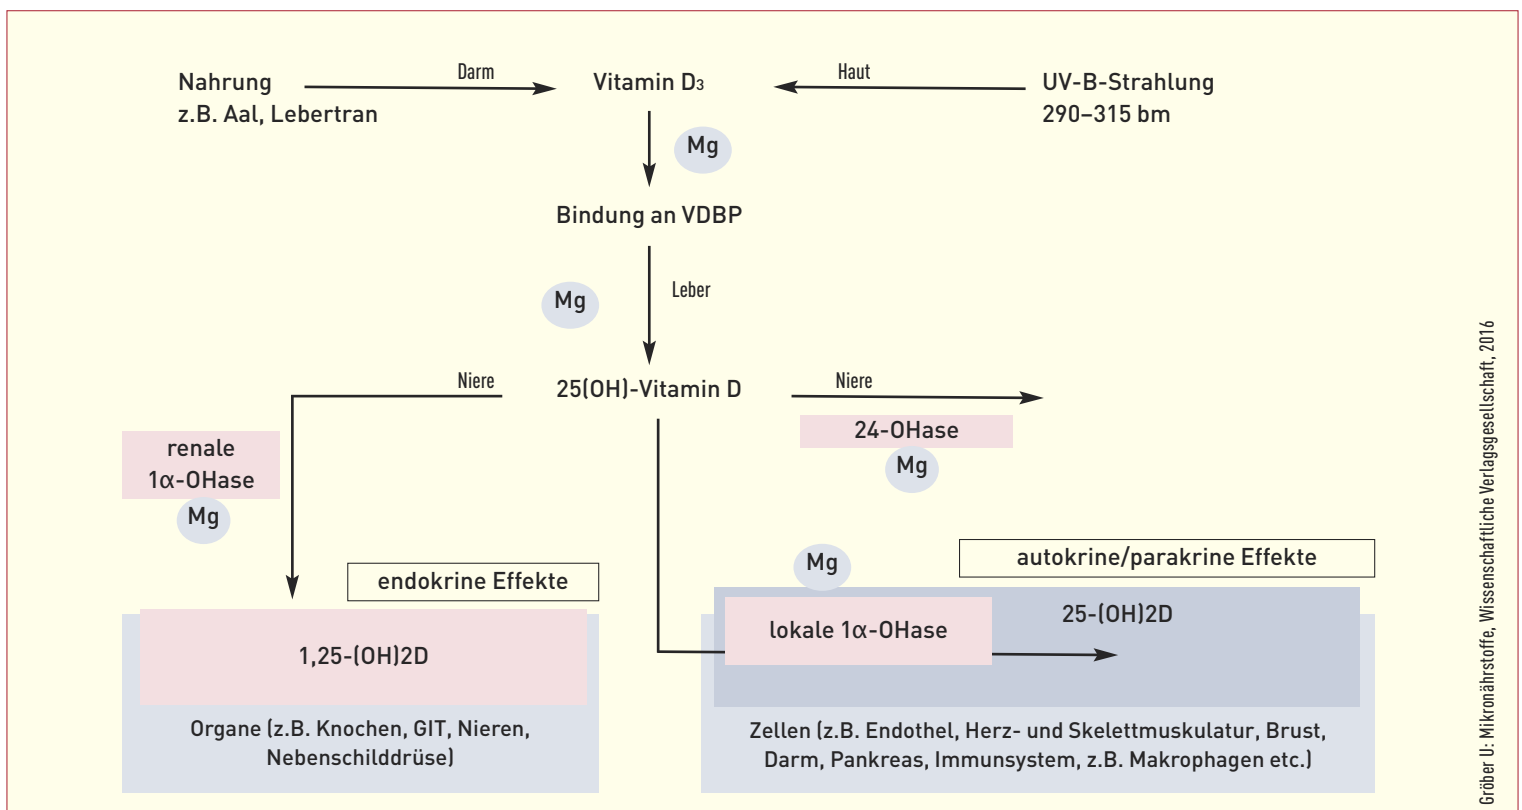 Nahrung
z.B. Aal, Lebertran
Darm
Vitamin D3
Haut
UV-B-Strahlung
290–315 bm
Mg
Bindung an VDBP
Mg
Leber
Niere
25(OH)-Vitamin D
Niere
24-OHase
Mg
renale
1α-OHase
Mg
endokrine Effekte
1,25-(OH)2D
Organe (z.B. Knochen, GIT, Nieren,
Nebenschilddrüse)
Mg
autokrine/parakrine Effekte
lokale 1α-OHase
25-(OH)2D
Zellen (z.B. Endothel, Herz- und Skelettmuskulatur, Brust,
Darm, Pankreas, Immunsystem, z.B. Makrophagen etc.)
Gröber U: Mikronährstoffe, Wissenschaftliche Verlagsgesellschaft, 2016